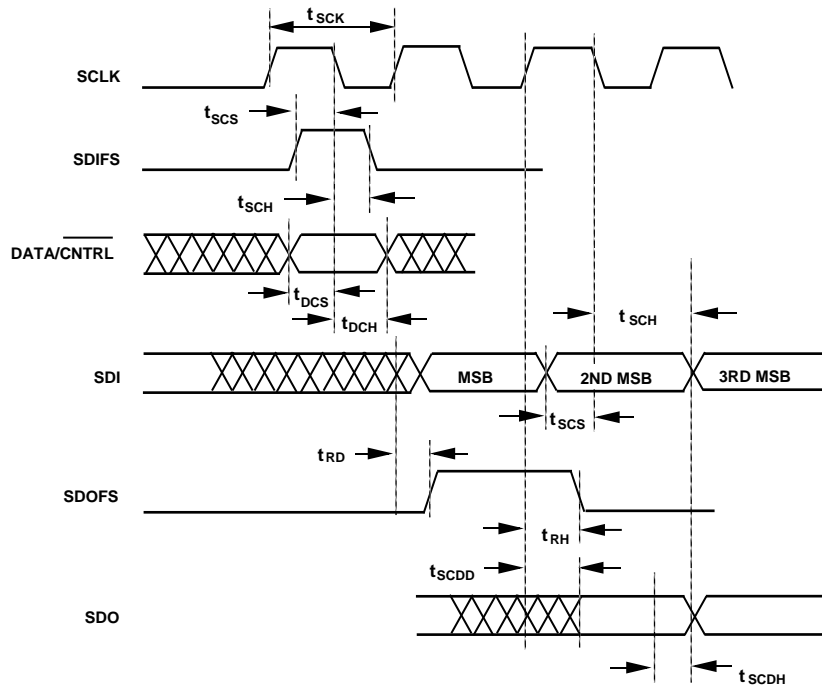 tSCK
SCLK
tSCS
SDIFS
tSCH
DATA/CNTRL
tDCS
tDCH
tSCH
SDI
MSB
2ND MSB
3RD MSB
tSCS
tRD
SDOFS
tRH
tSCDD
SDO
tSCDH